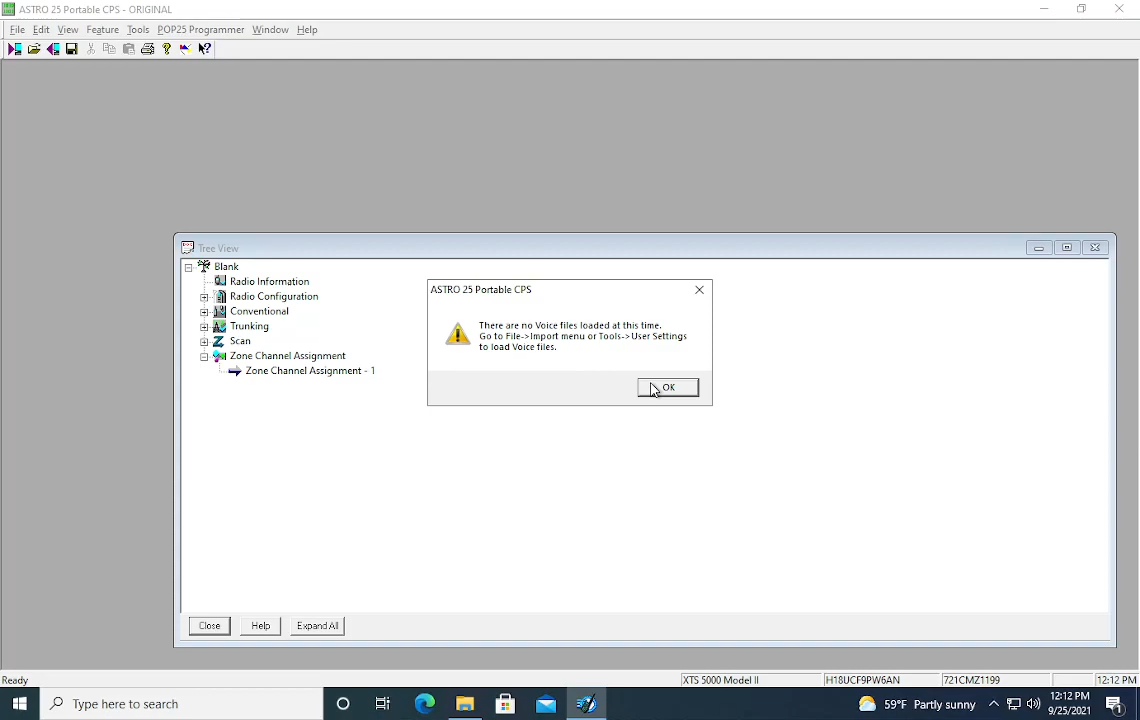 ASTRO 25 Portable CPS - ORIGINAL
File Edit View Feature Tools POP25 Programmer Window Help
Tree View
Blank
Radio Information
Radio Configuration
Conventional
Trunking
Scan
Zone Channel Assignment
Zone Channel Assignment - 1
ASTRO 25 Portable CPS
There are no Voice files loaded at this time.
Go to File->Import menu or Tools->User Settings
to load Voice files.
OK
Close Help Expand All
Ready XTS 5000 Model II H18UCF9PW6AN 721CMZ1199 12:12 PM
Type here to search 59°F Partly sunny 12:12 PM
9/25/2021 1